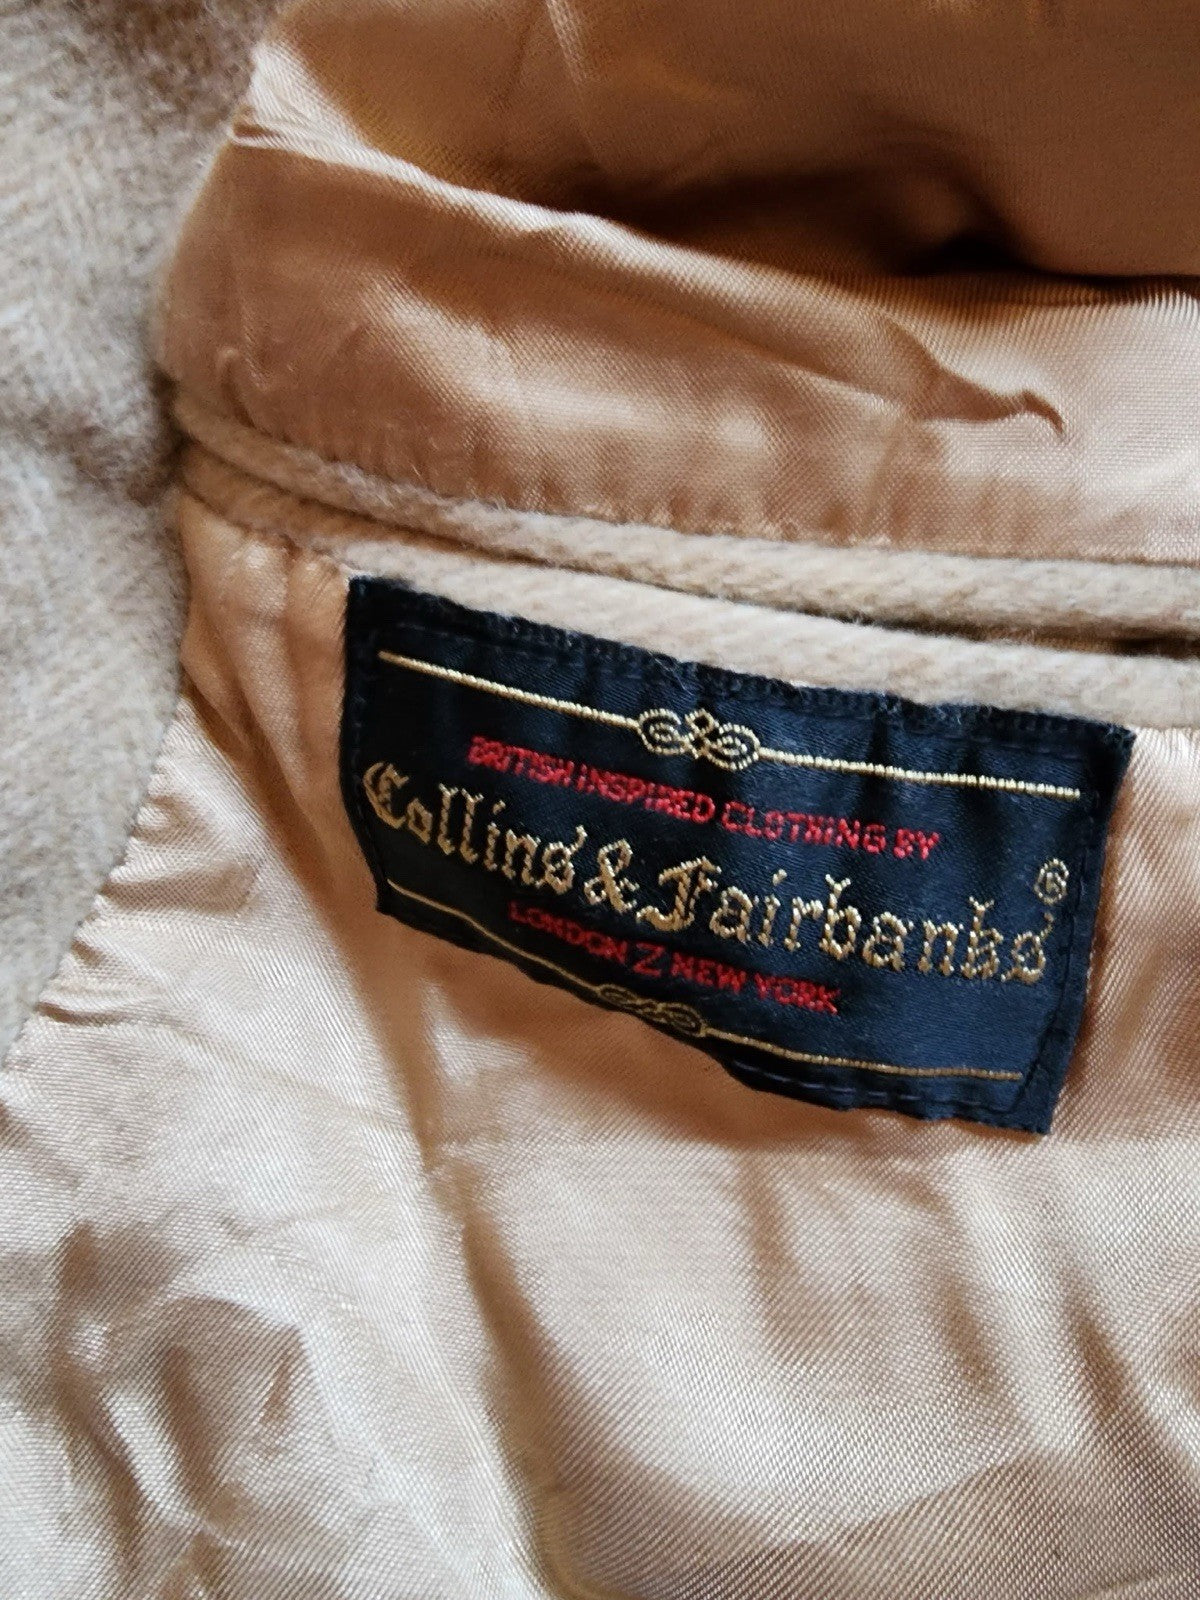 BRITISH INSPIRED CLOTHING BY
Collins & Fairbanks ®
LONDON Z NEW YORK